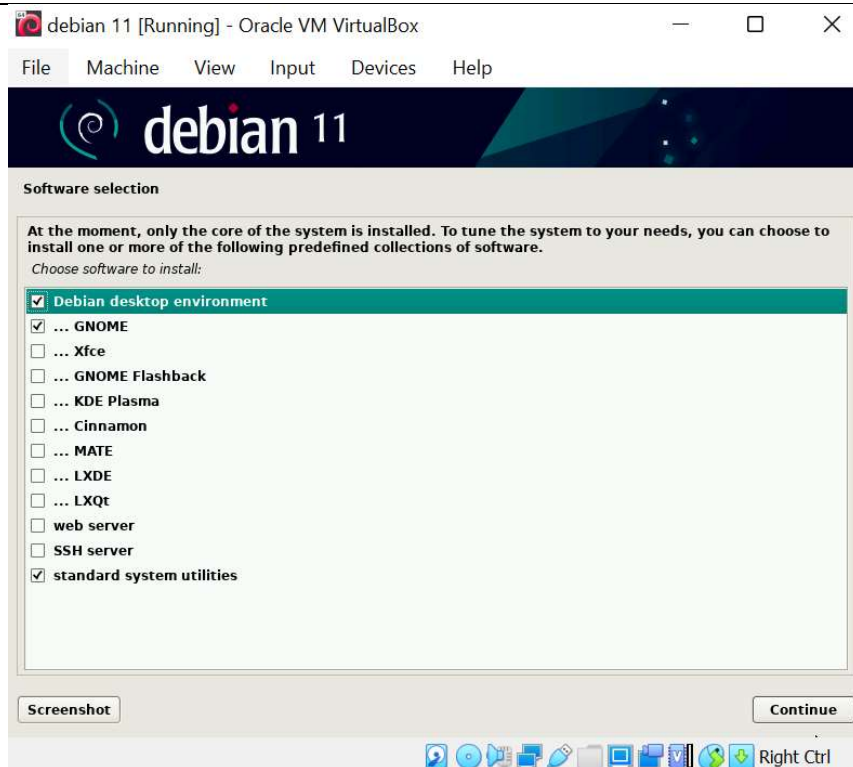 debian 11 [Running] - Oracle VM VirtualBox
File Machine View Input Devices Help
debian 11
Software selection
At the moment, only the core of the system is installed. To tune the system to your needs, you can choose to
install one or more of the following predefined collections of software.
Choose software to install:
Debian desktop environment
... GNOME
... Xfce
... GNOME Flashback
... KDE Plasma
... Cinnamon
... MATE
... LXDE
... LXQt
web server
SSH server
standard system utilities
Screenshot Continue
Right Ctrl